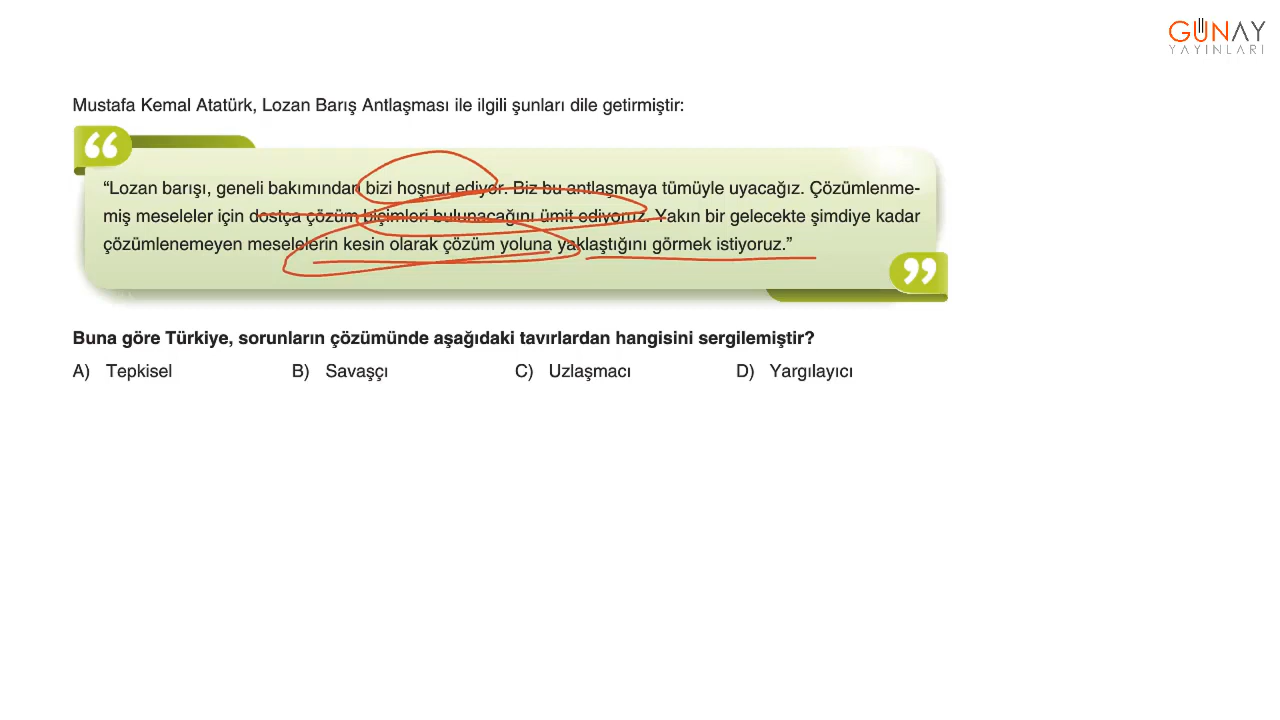 GÜNAY
YAYINLARI
Mustafa Kemal Atatürk, Lozan Barış Antlaşması ile ilgili şunları dile getirmiştir:
“Lozan barışı, geneli bakımından bizi hoşnut ediyor. Biz bu antlaşmaya tümüyle uyacağız. Çözümlenme-
miş meseleler için dostça çözüm biçimleri bulunacağını ümit ediyoruz. Yakın bir gelecekte şimdiye kadar
çözümlenemeyen meselelerin kesin olarak çözüm yoluna yaklaştığını görmek istiyoruz.”
Buna göre Türkiye, sorunların çözümünde aşağıdaki tavırlardan hangisini sergilemiştir?
A) Tepkisel B) Savaşçı C) Uzlaşmacı D) Yargılayıcı